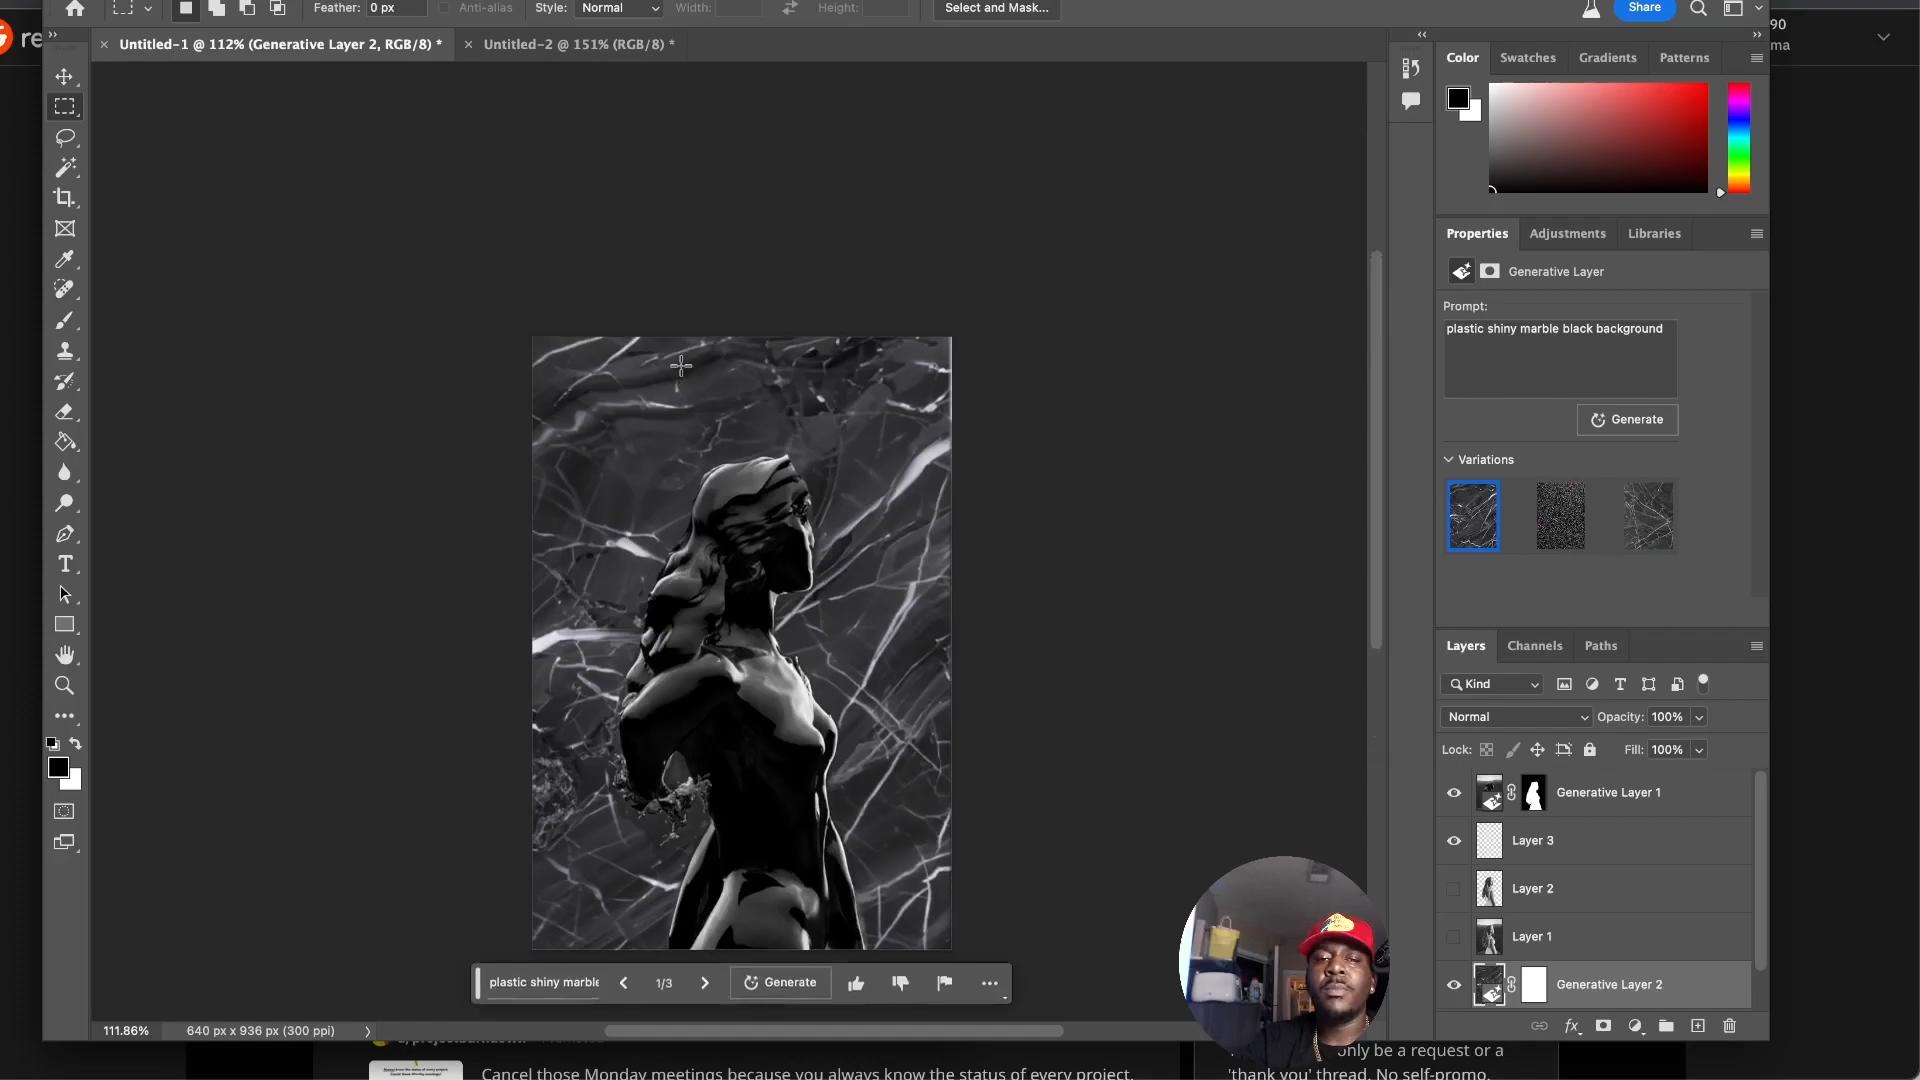 Feather: 0 px Anti-alias Style: Normal Width: Height: Select and Mask... Share
re
90
ma
Untitled-1 @ 112% (Generative Layer 2, RGB/8) * Untitled-2 @ 151% (RGB/8) *
Color Swatches Gradients Patterns
Properties Adjustments Libraries
Generative Layer
Prompt:
plastic shiny marble black background
Generate
Variations
Layers Channels Paths
Kind
Normal Opacity: 100%
Lock: Fill: 100%
Generative Layer 1
Layer 3
Layer 2
Layer 1
Generative Layer 2
plastic shiny marble 1/3 Generate
111.86% 640 px x 936 px (300 ppi)
only be a request or a
Cancel those Monday meetings because you always know the status of every project.
'thank you' thread. No self-promo.